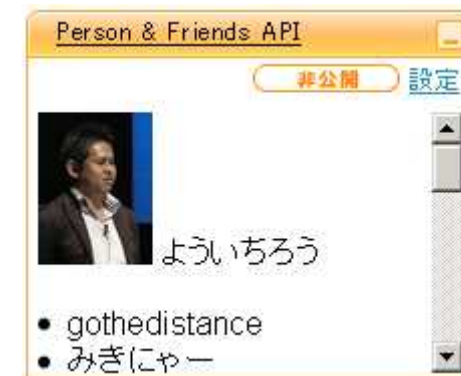 Person & Friends API
非公開 設定
よういちろう
• gothedistance
• みきにゃー